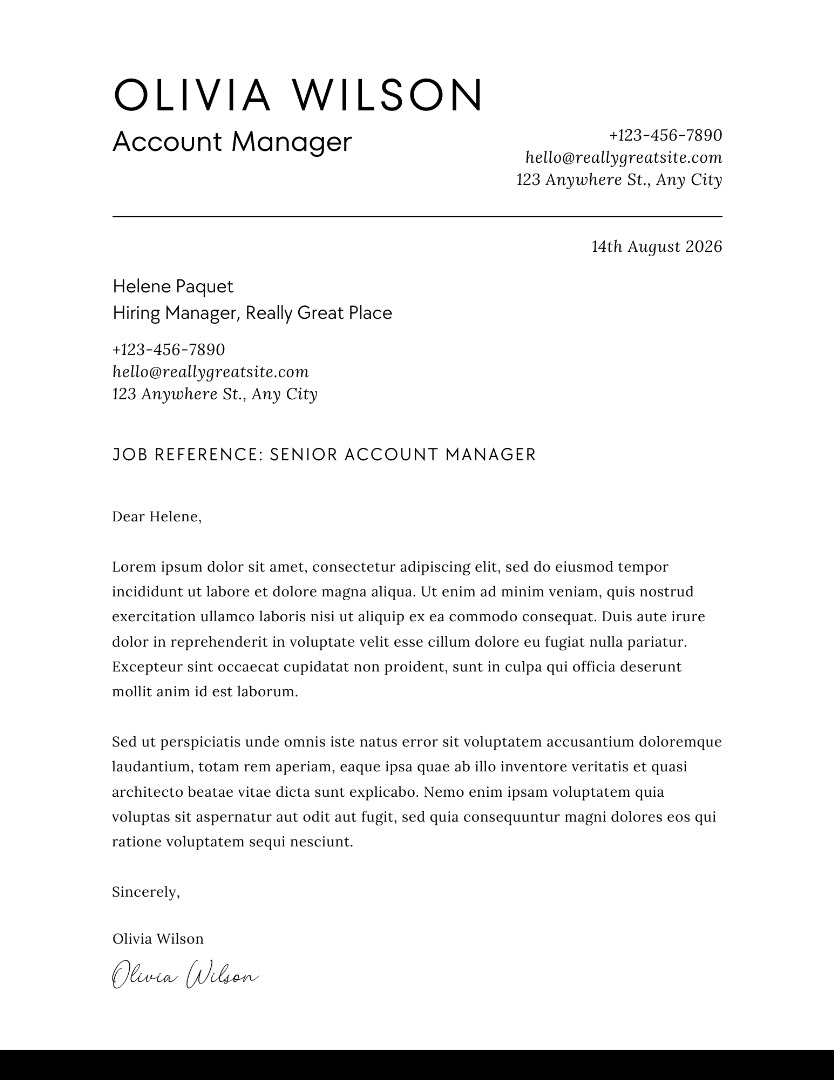 OLIVIA WILSON
Account Manager
+123-456-7890
hello@reallygreatsite.com
123 Anywhere St., Any City
14th August 2026
Helene Paquet
Hiring Manager, Really Great Place
+123-456-7890
hello@reallygreatsite.com
123 Anywhere St., Any City
JOB REFERENCE: SENIOR ACCOUNT MANAGER
Dear Helene,
Lorem ipsum dolor sit amet, consectetur adipiscing elit, sed do eiusmod tempor
incididunt ut labore et dolore magna aliqua. Ut enim ad minim veniam, quis nostrud
exercitation ullamco laboris nisi ut aliquip ex ea commodo consequat. Duis aute irure
dolor in reprehenderit in voluptate velit esse cillum dolore eu fugiat nulla pariatur.
Excepteur sint occaecat cupidatat non proident, sunt in culpa qui officia deserunt
mollit anim id est laborum.
Sed ut perspiciatis unde omnis iste natus error sit voluptatem accusantium doloremque
laudantium, totam rem aperiam, eaque ipsa quae ab illo inventore veritatis et quasi
architecto beatae vitae dicta sunt explicabo. Nemo enim ipsam voluptatem quia
voluptas sit aspernatur aut odit aut fugit, sed quia consequuntur magni dolores eos qui
ratione voluptatem sequi nesciunt.
Sincerely,
Olivia Wilson
Olivia Wilson